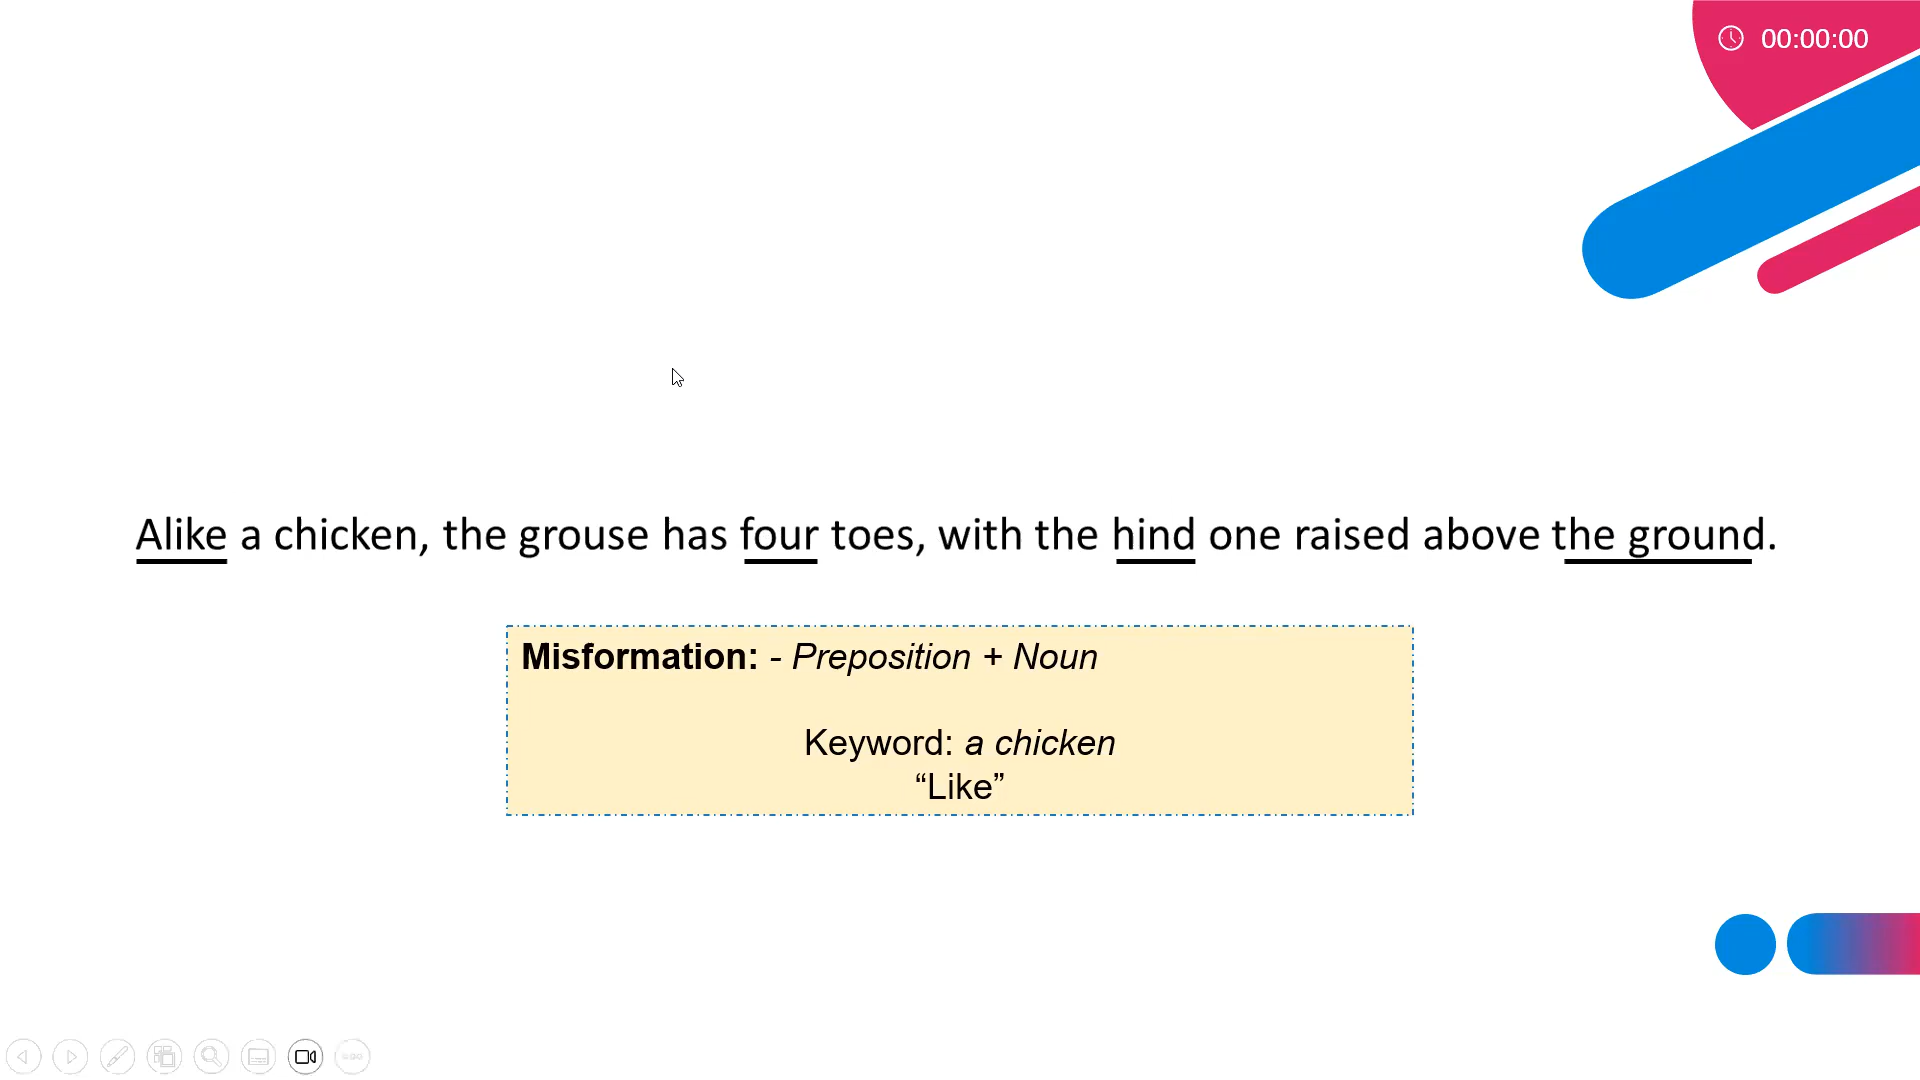 00:00:00
Alike a chicken, the grouse has four toes, with the hind one raised above the ground.
Misformation: - Preposition + Noun
Keyword: a chicken
“Like”